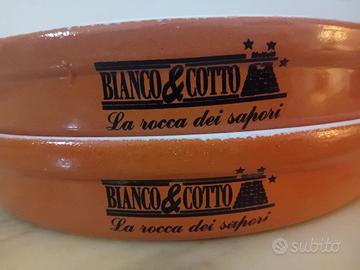 BIANCO&COTTO
La rocca dei sapori
BIANCO&COTTO
La rocca dei sapori
subito